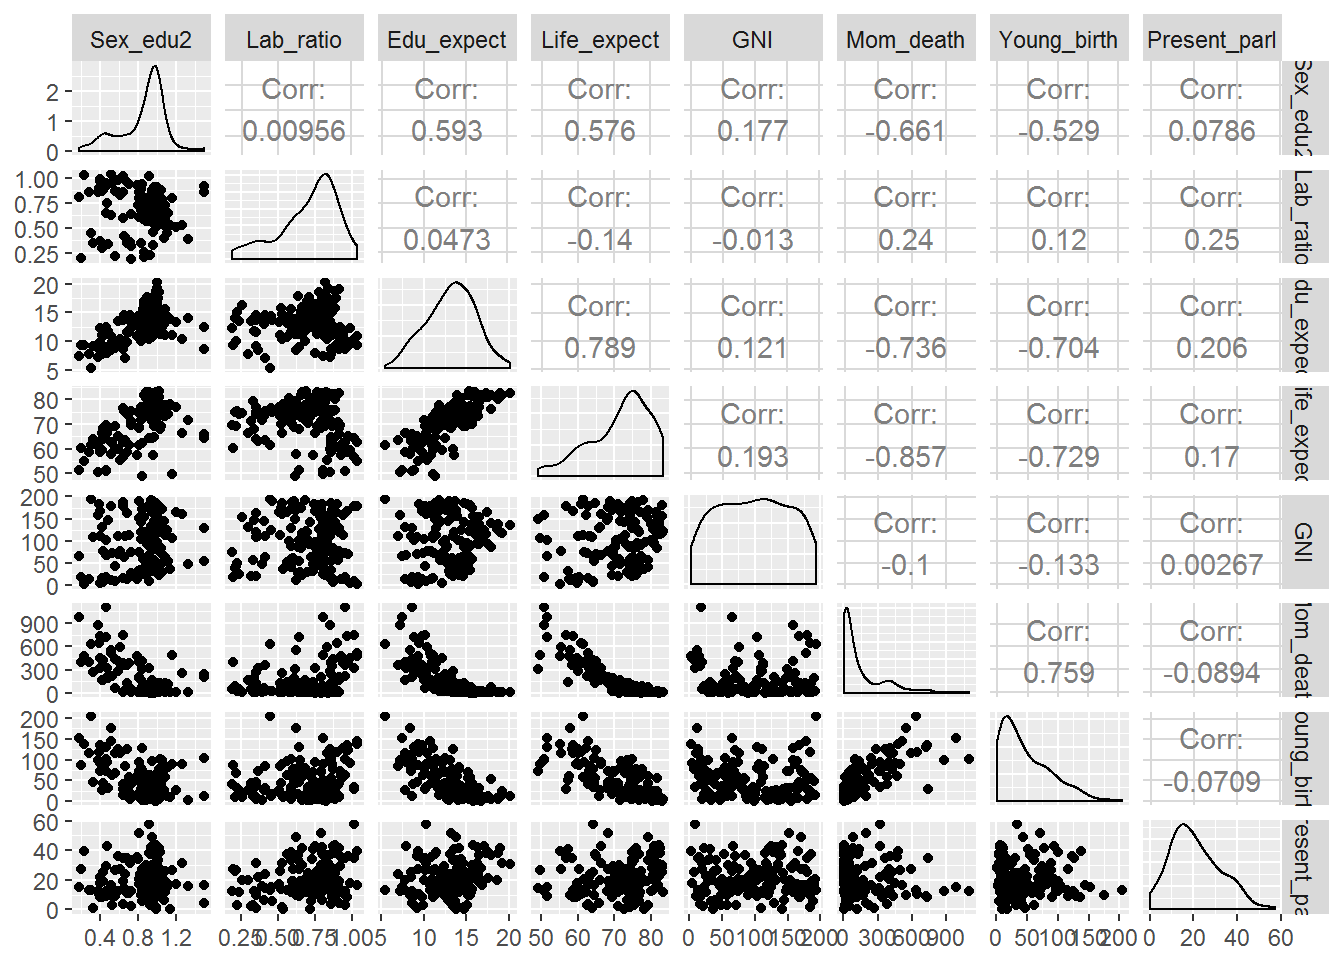 Sex_edu2 Lab_ratio Edu_expect Life_expect GNI Mom_death Young_birth Present_parl
Corr: Corr: Corr: Corr: Corr: Corr: Corr:
0.00956 0.593 0.576 0.177 -0.661 -0.529 0.0786
2
1
0
Sex_edu2
Corr: Corr: Corr: Corr: Corr: Corr:
0.0473 -0.14 -0.013 0.24 0.12 0.25
1.00
0.75
0.50
0.25
Lab_ratio
Corr: Corr: Corr: Corr: Corr:
0.789 0.121 -0.736 -0.704 0.206
20
15
10
5
du_expec
Corr: Corr: Corr: Corr:
0.193 -0.857 -0.729 0.17
80
70
60
50
ife_expec
Corr: Corr: Corr:
-0.1 -0.133 0.00267
200
150
100
50
0
GNI
Corr: Corr:
0.759 -0.0894
900
600
300
0
Mom_deat
Corr:
-0.0709
200
150
100
50
0
oung_birt
60
40
20
0
resent_pa
0.4 0.8 1.2 0.25 0.50 0.75 1.00 5 10 15 20 50 60 70 80 0 50 100 150 200 0 300 600 900 0 50 100 150 200 0 20 40 60